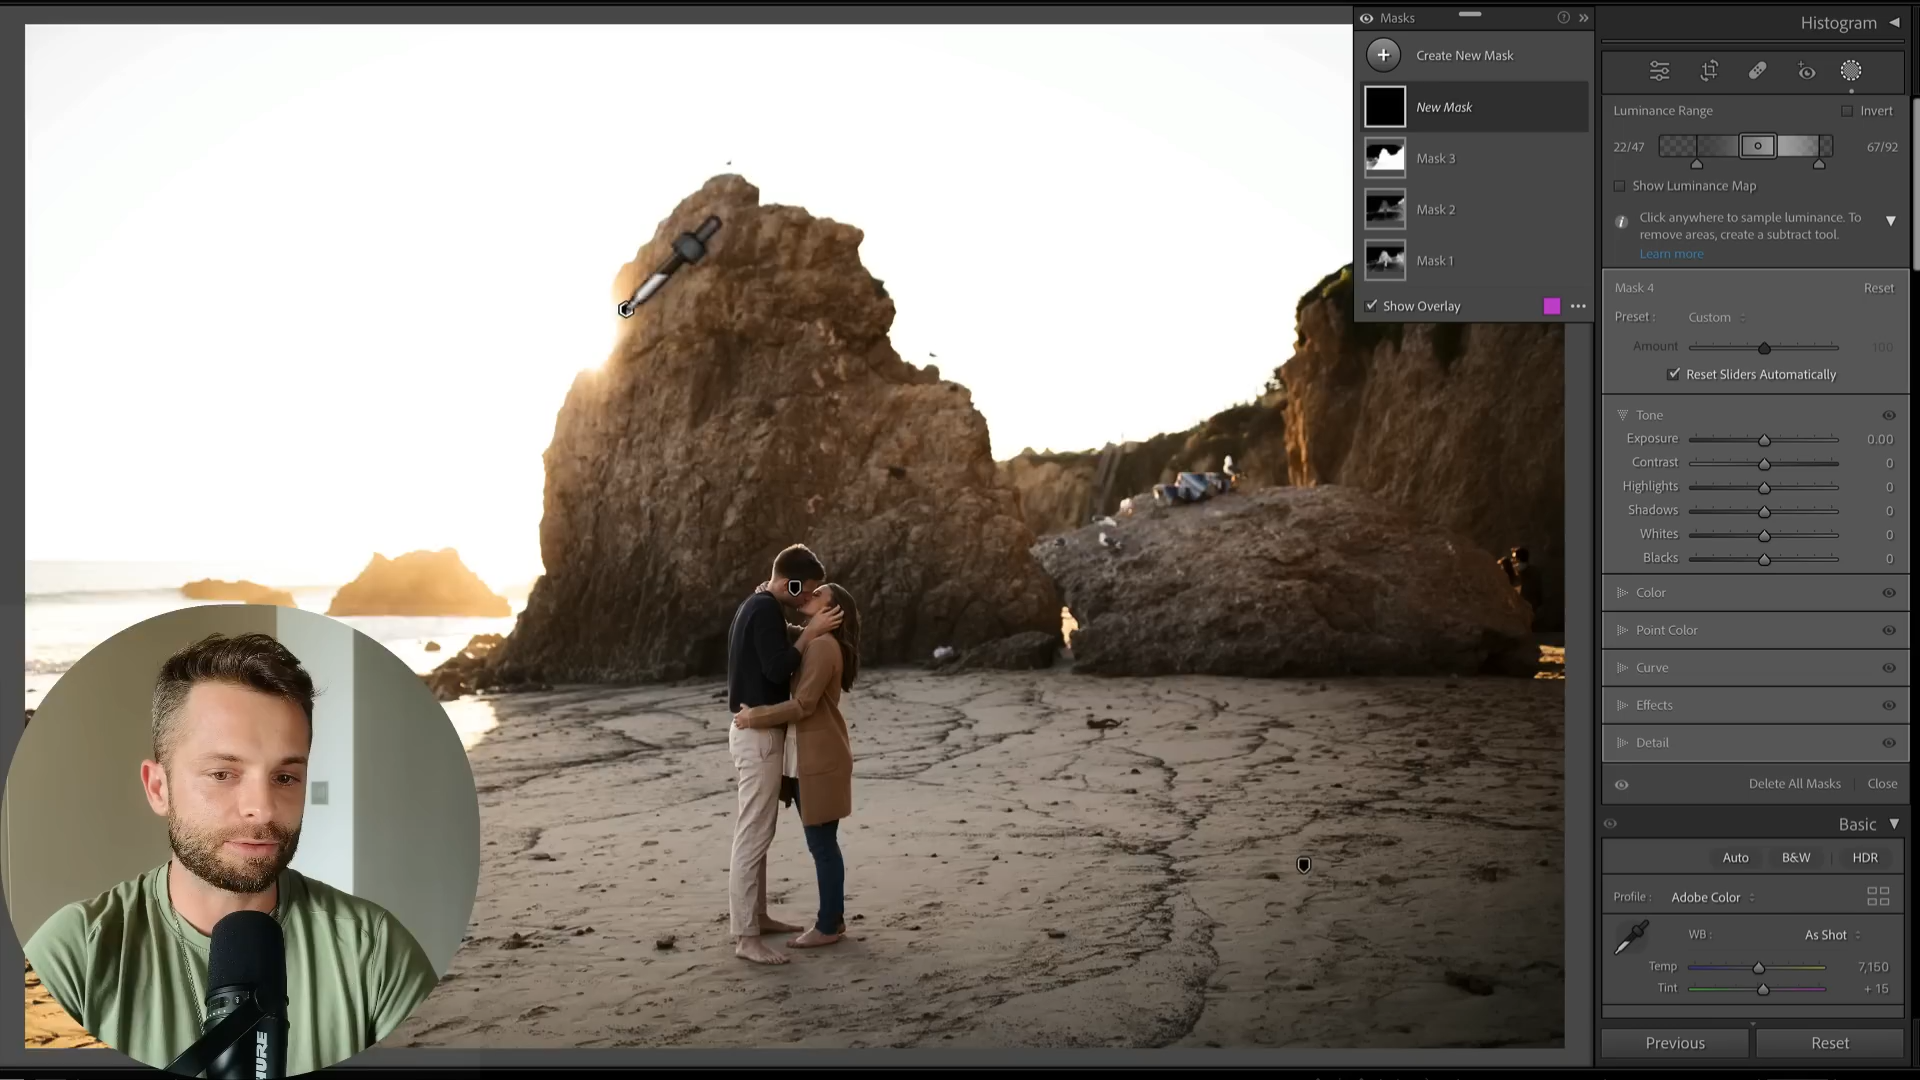 Masks
Create New Mask
New Mask
Mask 3
Mask 2
Mask 1
Show Overlay
Histogram
Luminance Range
Invert
22/47
67/92
Show Luminance Map
Click anywhere to sample luminance. To
remove areas, create a subtract tool.
Learn more
Mask 4
Reset
Preset :
Custom
Amount
100
Reset Sliders Automatically
Tone
Exposure
0.00
Contrast
0
Highlights
0
Shadows
0
Whites
0
Blacks
0
Color
Point Color
Curve
Effects
Detail
Delete All Masks
Close
Basic
Auto
B&W
HDR
Profile :
Adobe Color
WB :
As Shot
Temp
7,150
Tint
+ 15
Previous
Reset
HURE